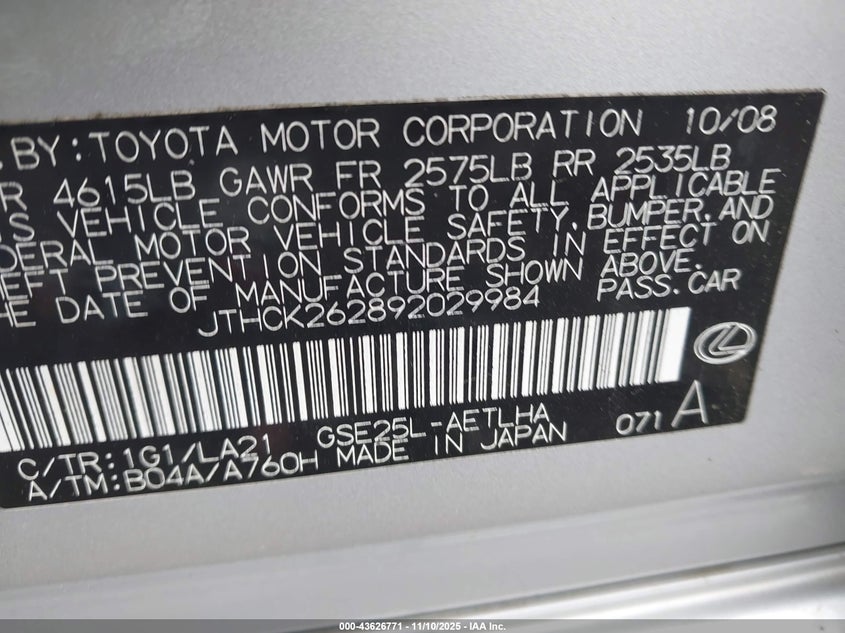 . BY: TOYOTA MOTOR CORPORATION 10/08
R 4615LB GAWR FR 2575LB RR 2535LB
S VEHICLE CONFORMS TO ALL APPLICABLE
DERAL MOTOR VEHICLE SAFETY, BUMPER, AND
HEFT PREVENTION STANDARDS IN EFFECT ON
HE DATE OF MANUFACTURE SHOWN ABOVE.
JTHCK262892029984 PASS. CAR
C/TR: 1G1/LA21 GSE25L-AETLHA 071 A
A/TM: B04A/A760H MADE IN JAPAN
000-43626771 — 11/10/2025 — IAA Inc.